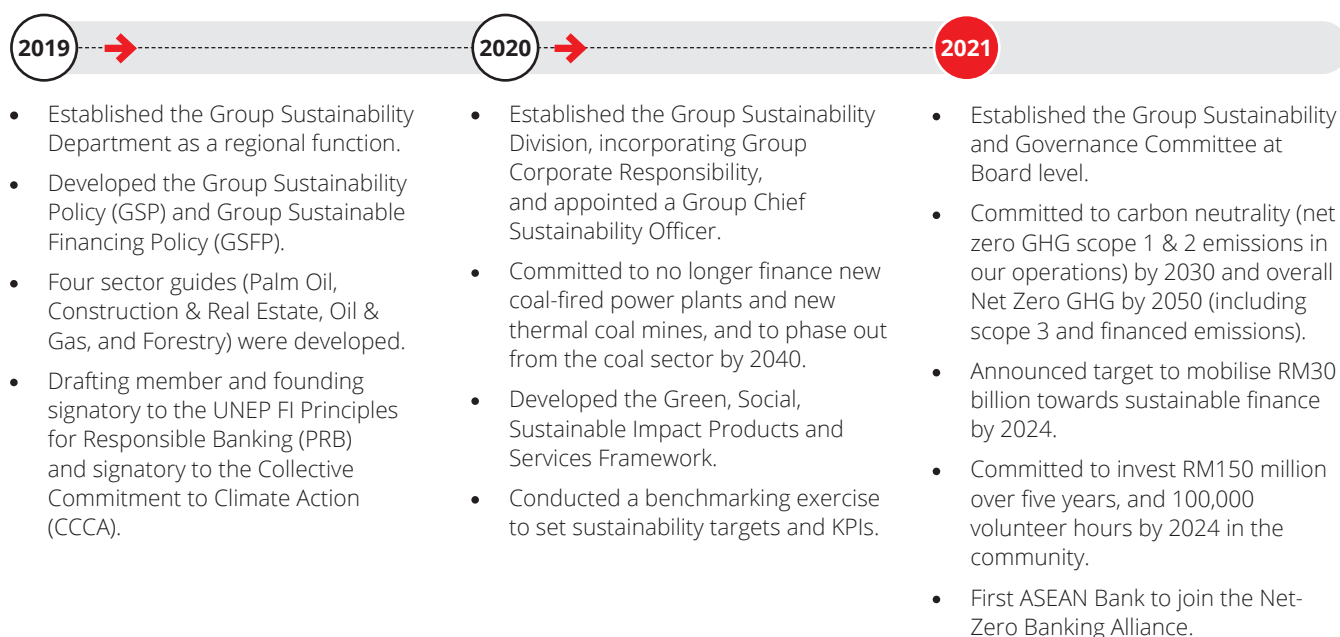 2019
2020
2021
• Established the Group Sustainability
Department as a regional function.
• Developed the Group Sustainability
Policy (GSP) and Group Sustainable
Financing Policy (GSFP).
• Four sector guides (Palm Oil,
Construction & Real Estate, Oil &
Gas, and Forestry) were developed.
• Drafting member and founding
signatory to the UNEP FI Principles
for Responsible Banking (PRB)
and signatory to the Collective
Commitment to Climate Action
(CCCA).
• Established the Group Sustainability
Division, incorporating Group
Corporate Responsibility,
and appointed a Group Chief
Sustainability Officer.
• Committed to no longer finance new
coal-fired power plants and new
thermal coal mines, and to phase out
from the coal sector by 2040.
• Developed the Green, Social,
Sustainable Impact Products and
Services Framework.
• Conducted a benchmarking exercise
to set sustainability targets and KPIs.
• Established the Group Sustainability
and Governance Committee at
Board level.
• Committed to carbon neutrality (net
zero GHG scope 1 & 2 emissions in
our operations) by 2030 and overall
Net Zero GHG by 2050 (including
scope 3 and financed emissions).
• Announced target to mobilise RM30
billion towards sustainable finance
by 2024.
• Committed to invest RM150 million
over five years, and 100,000
volunteer hours by 2024 in the
community.
• First ASEAN Bank to join the Net-
Zero Banking Alliance.